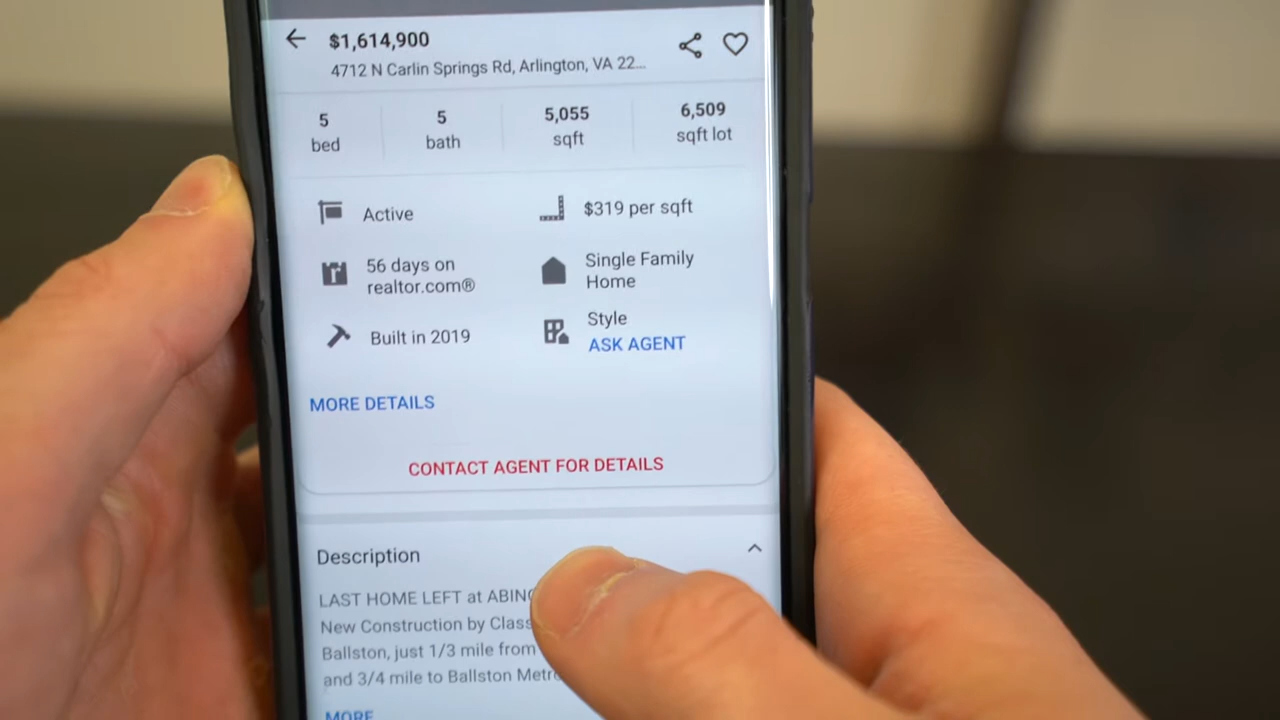 $1,614,900
4712 N Carlin Springs Rd, Arlington, VA 22...
5 bed
5 bath
5,055 sqft
6,509 sqft lot
Active
$319 per sqft
56 days on
realtor.com®
Single Family
Home
Built in 2019
Style
ASK AGENT
MORE DETAILS
CONTACT AGENT FOR DETAILS
Description
LAST HOME LEFT at
New Construction by
Ballston, just 1/3 mile from
and 3/4 mile to Ballston
MORE